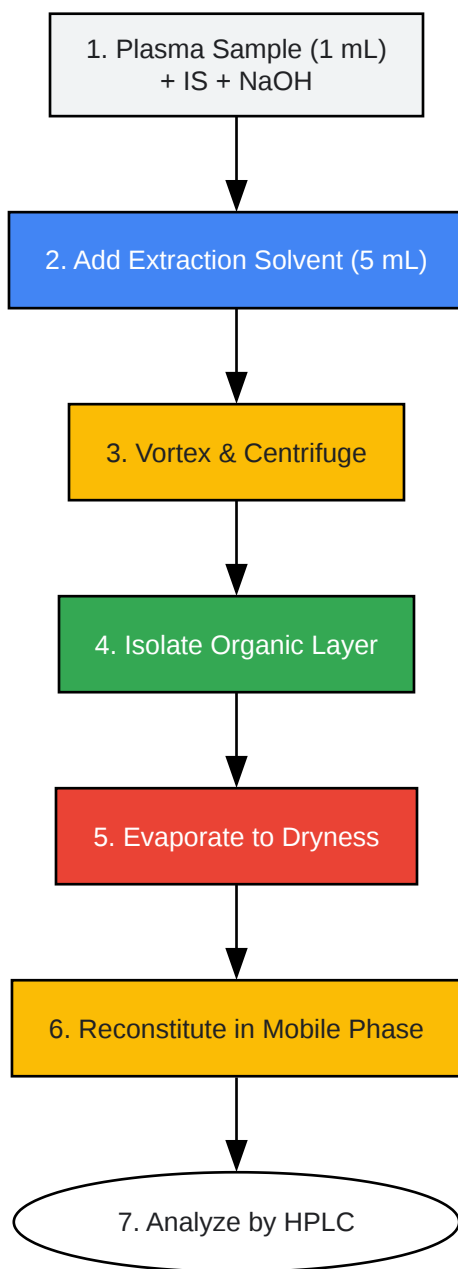 1. Plasma Sample (1 mL)
+ IS + NaOH
2. Add Extraction Solvent (5 mL)
3. Vortex & Centrifuge
4. Isolate Organic Layer
5. Evaporate to Dryness
6. Reconstitute in Mobile Phase
7. Analyze by HPLC